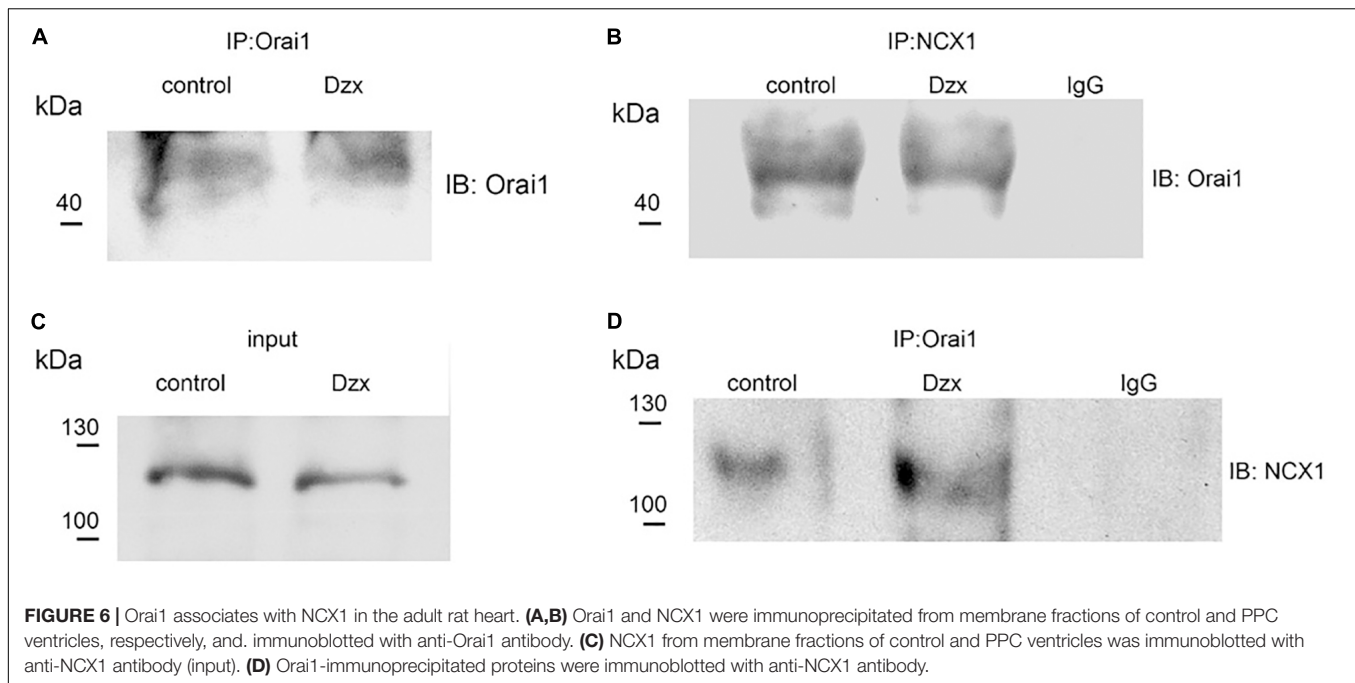 A
IP:Orai1
control Dzx
kDa
40
IB: Orai1
B
IP:NCX1
control Dzx IgG
kDa
40
IB: Orai1
C
input
kDa
control Dzx
130
100
D
IP:Orai1
kDa
control Dzx IgG
130
100
IB: NCX1
FIGURE 6 | Orai1 associates with NCX1 in the adult rat heart. (A,B) Orai1 and NCX1 were immunoprecipitated from membrane fractions of control and PPC
ventricles, respectively, and. immunoblotted with anti-Orai1 antibody. (C) NCX1 from membrane fractions of control and PPC ventricles was immunoblotted with
anti-NCX1 antibody (input). (D) Orai1-immunoprecipitated proteins were immunoblotted with anti-NCX1 antibody.